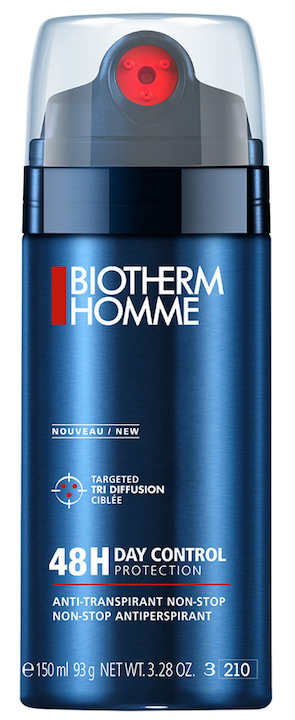 BIOTHERM
HOMME
NOUVEAU / NEW
TARGETED
TRI DIFFUSION
CIBLÉE
48H DAY CONTROL
PROTECTION
ANTI-TRANSPIRANT NON-STOP
NON-STOP ANTIPERSPIRANT
℮150 ml 93 g NET WT. 3.28 OZ. 3 210